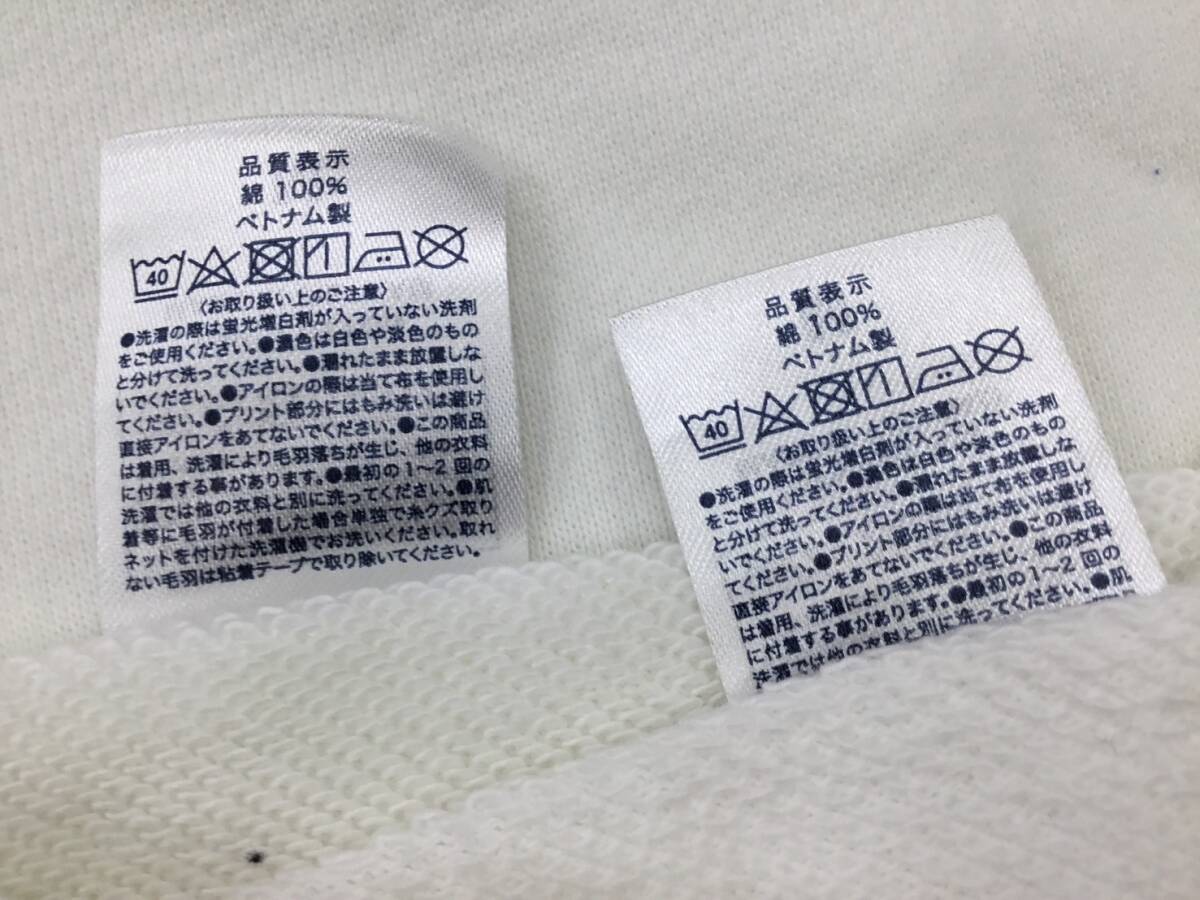 品質表示
綿 100%
ベトナム製
40
〈お取り扱い上のご注意〉
●洗濯の際は蛍光増白剤が入っていない洗剤
をご使用ください。●濃色は白色や淡色のもの
と分けて洗ってください。●濡れたまま放置しな
いでください。●アイロンの際は当て布を使用し
てください。●プリント部分にはもみ洗いは避け
直接アイロンをあてないでください。●この商品
は着用、洗濯により毛羽落ちが生じ、他の衣料
に付着する事があります。●最初の1〜2 回の
洗濯では他の衣料と別に洗ってください。●肌
着等に毛羽が付着した場合単独で糸クズ取り
ネットを付けた洗濯機でお洗いください。取れ
ない毛羽は粘着テープで取り除いてください。
品質表示
綿 100%
ベトナム製
40
〈お取り扱い上のご注意〉
●洗濯の際は蛍光増白剤が入っていない洗剤
をご使用ください。●濃色は白色や淡色のもの
と分けて洗ってください。●濡れたまま放置しな
いでください。●アイロンの際は当て布を使用し
てください。●プリント部分にはもみ洗いは避け
直接アイロンをあてないでください。●この商品
は着用、洗濯により毛羽落ちが生じ、他の衣料
に付着する事があります。●最初の1〜2 回の
洗濯では他の衣料と別に洗ってください。●肌